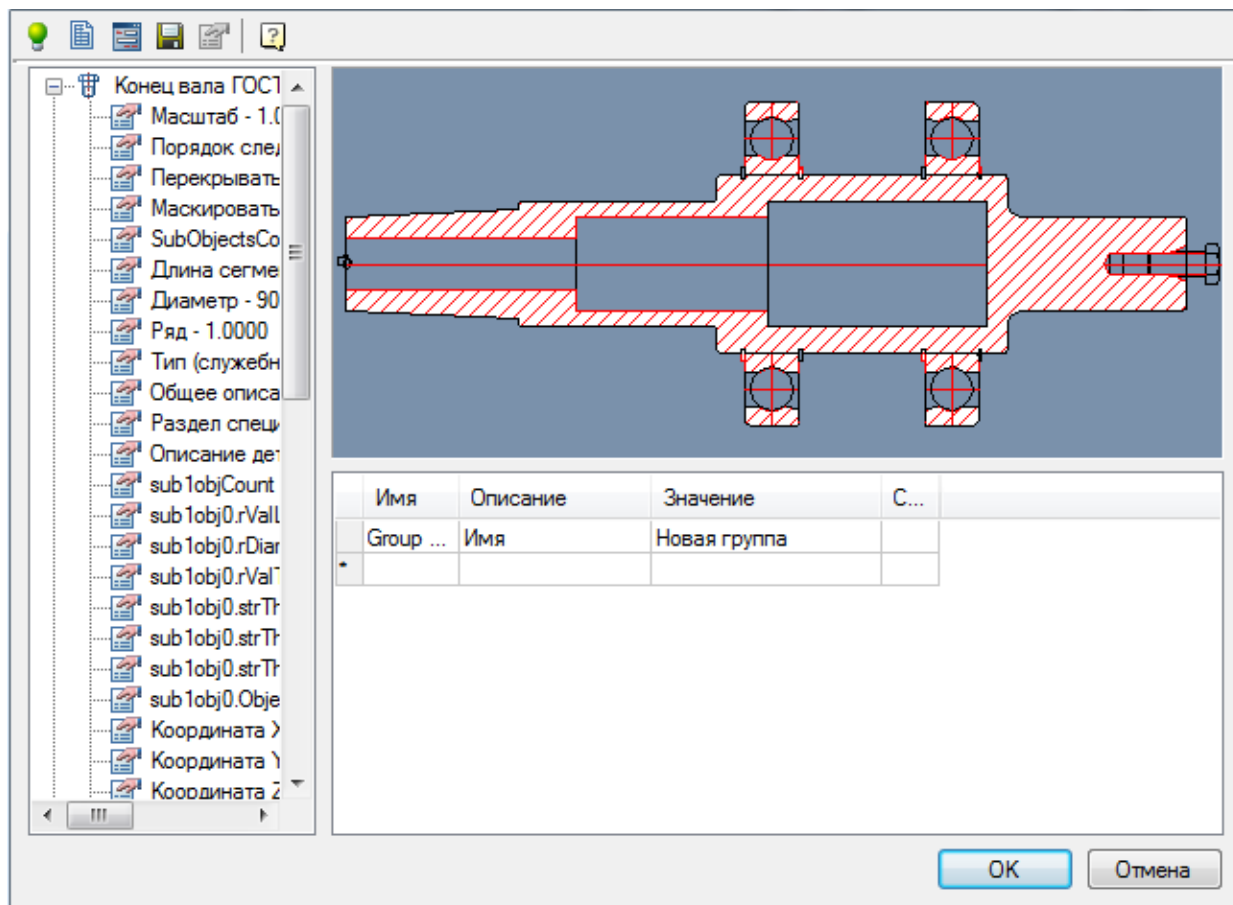 Конец вала ГОСТ
Масштаб - 1.0
Порядок след
Перекрывать
Маскировать
SubObjectsCo
Длина сегме
Диаметр - 90
Ряд - 1.0000
Тип (служебн
Общее описа
Раздел специ
Описание дет
sub1objCount
sub1obj0.rValL
sub1obj0.rDiar
sub1obj0.rValT
sub1obj0.strTh
sub1obj0.strTh
sub1obj0.strTh
sub1obj0.Obje
Координата X
Координата Y
Координата Z
Имя Описание Значение С...
Group ... Имя Новая группа
OK Отмена